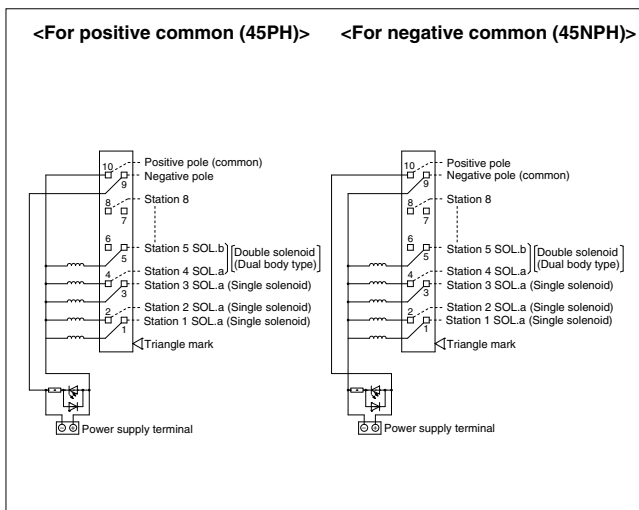 <For positive common (45PH)>
10
9
Positive pole (common)
Negative pole
8
7
Station 8
6
5
Station 5 SOL.b
Station 4 SOL.a
Double solenoid
(Dual body type)
4
3
Station 3 SOL.a (Single solenoid)
2
1
Station 2 SOL.a (Single solenoid)
Station 1 SOL.a (Single solenoid)
Triangle mark
⊖ ⊕ Power supply terminal
<For negative common (45NPH)>
10
9
Positive pole
Negative pole (common)
8
7
Station 8
6
5
Station 5 SOL.b
Station 4 SOL.a
Double solenoid
(Dual body type)
4
3
Station 3 SOL.a (Single solenoid)
2
1
Station 2 SOL.a (Single solenoid)
Station 1 SOL.a (Single solenoid)
Triangle mark
⊖ ⊕ Power supply terminal